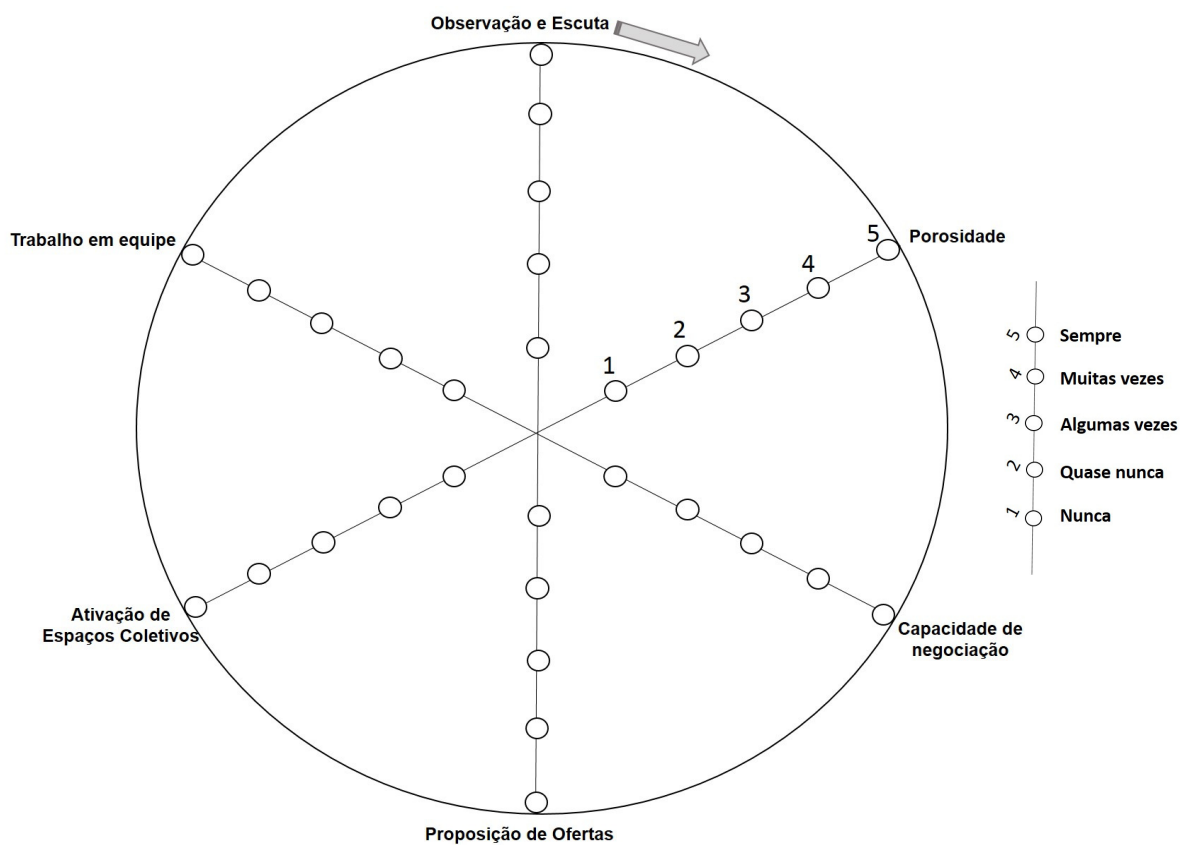 Observação e Escuta
Trabalho em equipe
5
Porosidade
4
3
2
1
5 Sempre
4 Muitas vezes
3 Algumas vezes
2 Quase nunca
1 Nunca
Ativação de
Espaços Coletivos
Capacidade de
negociação
Proposição de Ofertas